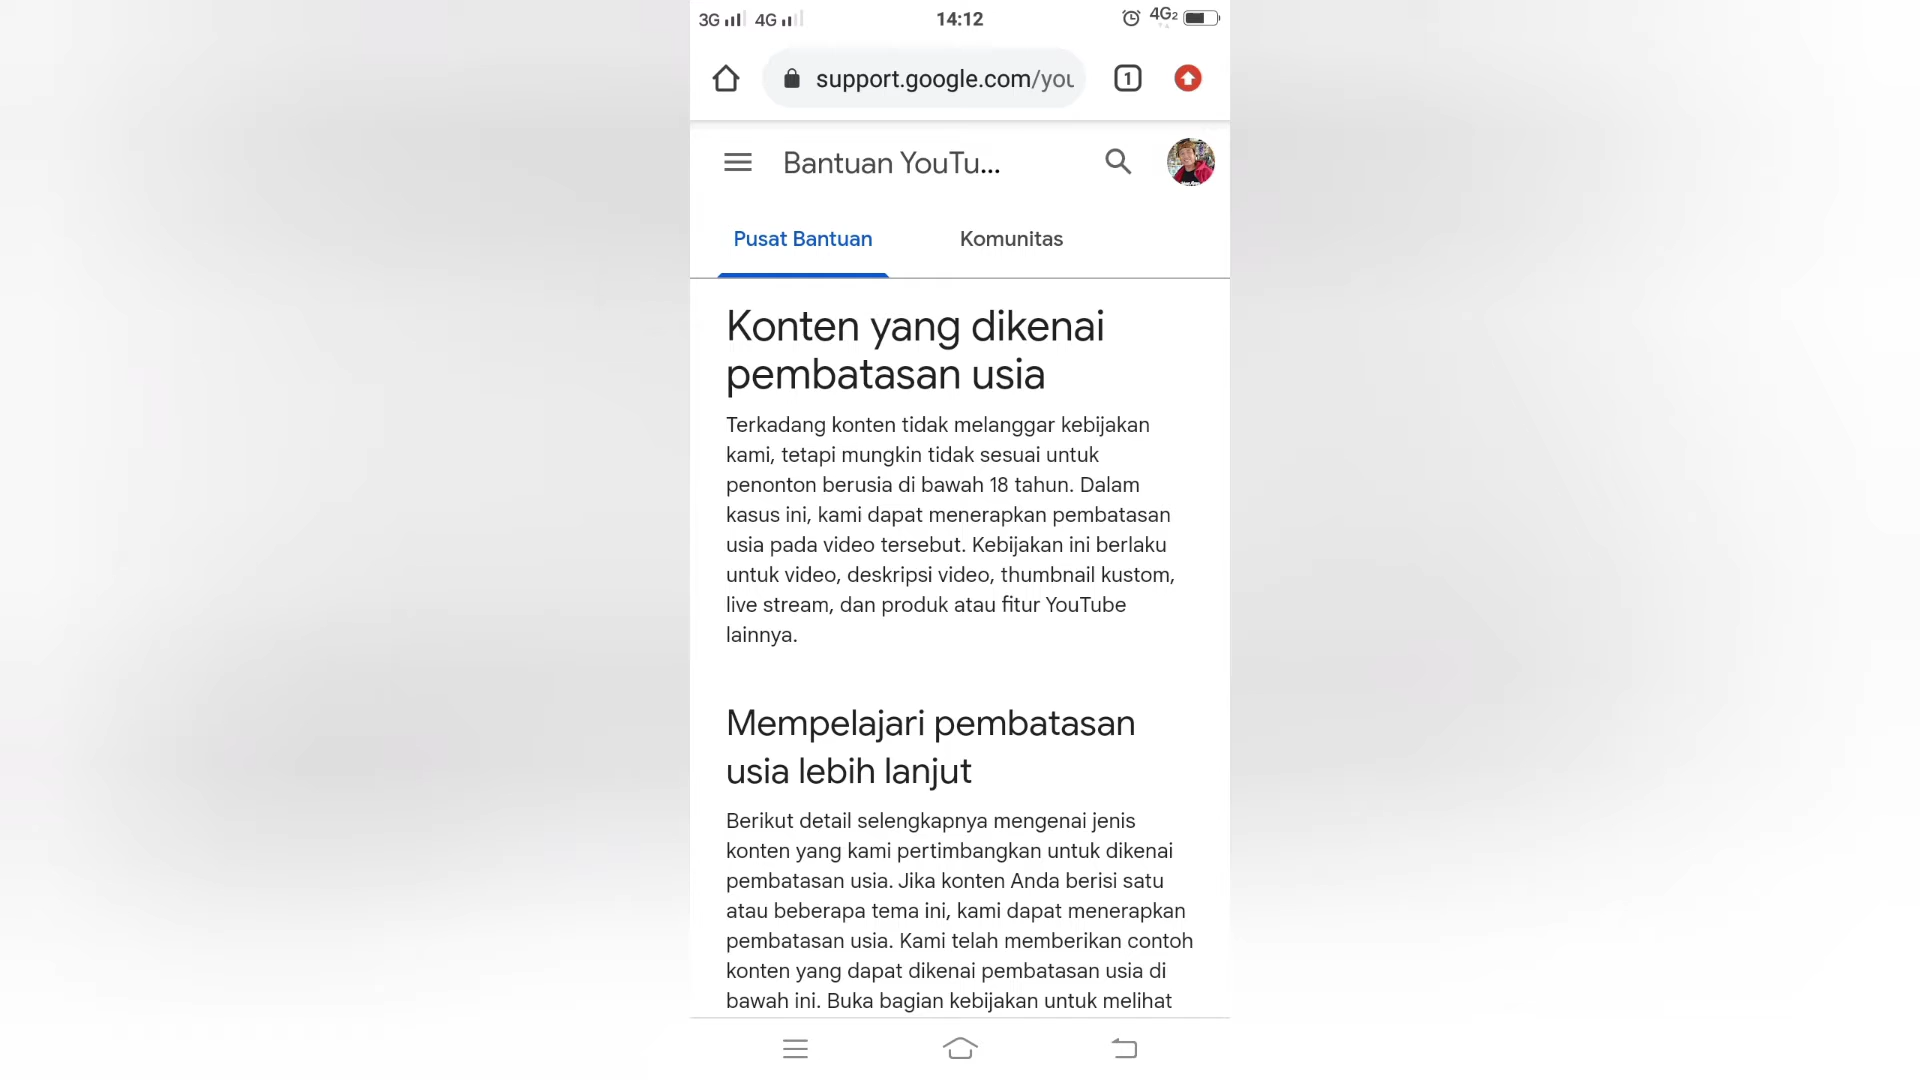 3G 4G 14:12 4G2
support.google.com/you 1
Bantuan YouTu...
Pusat Bantuan Komunitas
Konten yang dikenai
pembatasan usia
Terkadang konten tidak melanggar kebijakan
kami, tetapi mungkin tidak sesuai untuk
penonton berusia di bawah 18 tahun. Dalam
kasus ini, kami dapat menerapkan pembatasan
usia pada video tersebut. Kebijakan ini berlaku
untuk video, deskripsi video, thumbnail kustom,
live stream, dan produk atau fitur YouTube
lainnya.
Mempelajari pembatasan
usia lebih lanjut
Berikut detail selengkapnya mengenai jenis
konten yang kami pertimbangkan untuk dikenai
pembatasan usia. Jika konten Anda berisi satu
atau beberapa tema ini, kami dapat menerapkan
pembatasan usia. Kami telah memberikan contoh
konten yang dapat dikenai pembatasan usia di
bawah ini. Buka bagian kebijakan untuk melihat